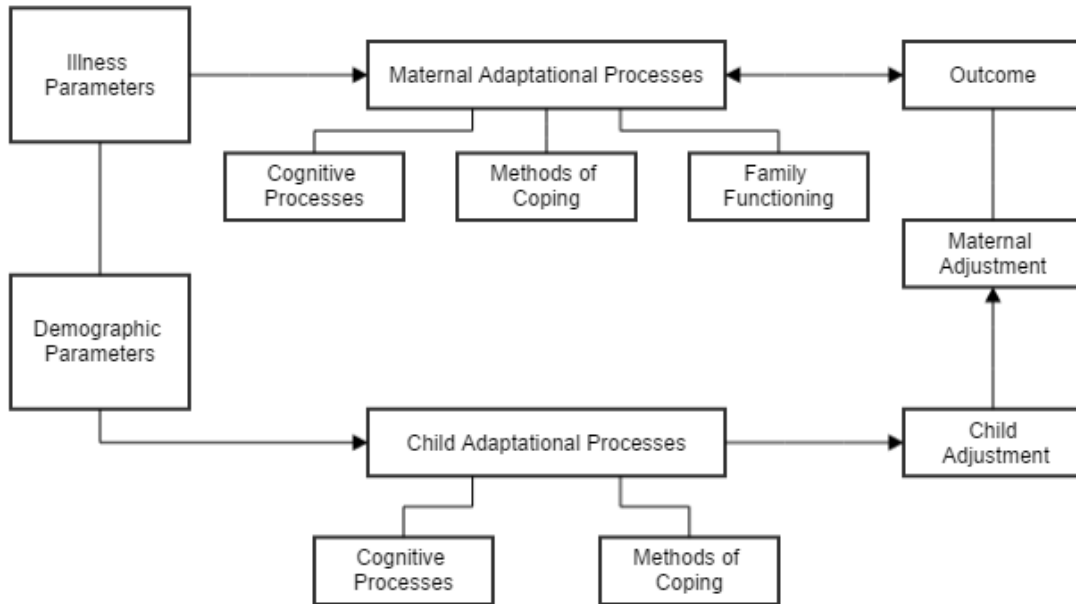 Illness
Parameters
Maternal Adaptational Processes
Outcome
Cognitive
Processes
Methods of
Coping
Family
Functioning
Maternal
Adjustment
Demographic
Parameters
Child Adaptational Processes
Child
Adjustment
Cognitive
Processes
Methods of
Coping